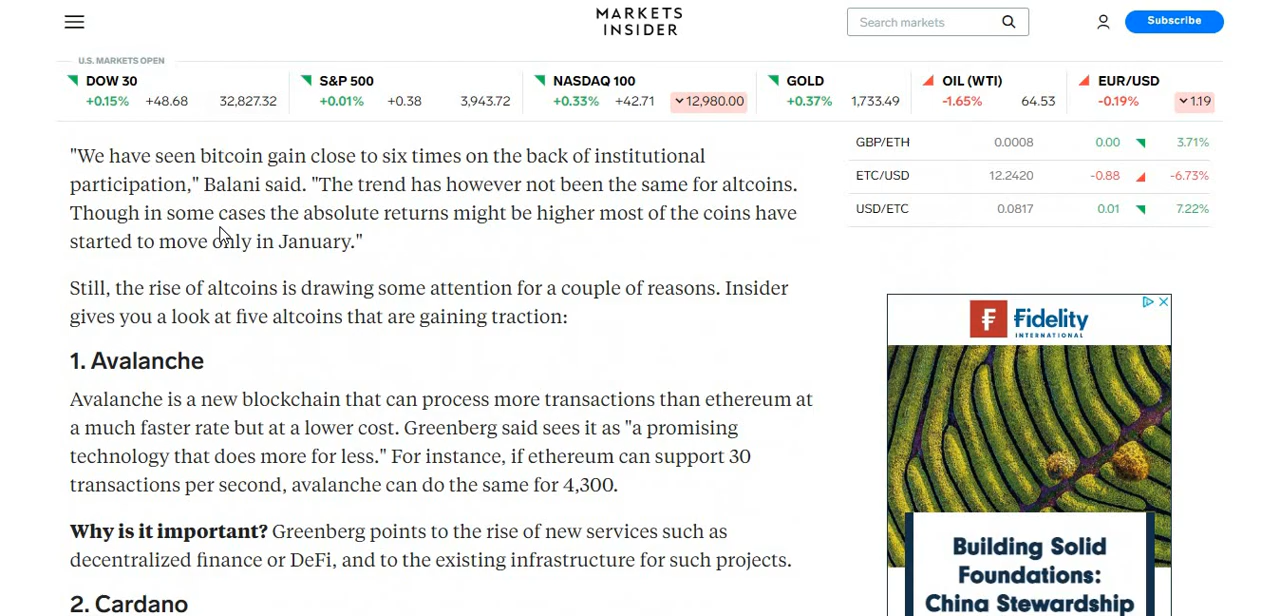 MARKETS
INSIDER
Search markets
Subscribe
U.S. MARKETS OPEN
DOW 30
+0.15% +48.68 32,827.32
S&P 500
+0.01% +0.38 3,943.72
NASDAQ 100
+0.33% +42.71 12,980.00
GOLD
+0.37% 1,733.49
OIL (WTI)
-1.65% 64.53
EUR/USD
-0.19% 1.19
"We have seen bitcoin gain close to six times on the back of institutional
participation," Balani said. "The trend has however not been the same for altcoins.
Though in some cases the absolute returns might be higher most of the coins have
started to move only in January."
Still, the rise of altcoins is drawing some attention for a couple of reasons. Insider
gives you a look at five altcoins that are gaining traction:
1. Avalanche
Avalanche is a new blockchain that can process more transactions than ethereum at
a much faster rate but at a lower cost. Greenberg said sees it as "a promising
technology that does more for less." For instance, if ethereum can support 30
transactions per second, avalanche can do the same for 4,300.
Why is it important? Greenberg points to the rise of new services such as
decentralized finance or DeFi, and to the existing infrastructure for such projects.
2. Cardano
GBP/ETH 0.0008 0.00 3.71%
ETC/USD 12.2420 -0.88 -6.73%
USD/ETC 0.0817 0.01 7.22%
F Fidelity
INTERNATIONAL
Building Solid
Foundations:
China Stewardship